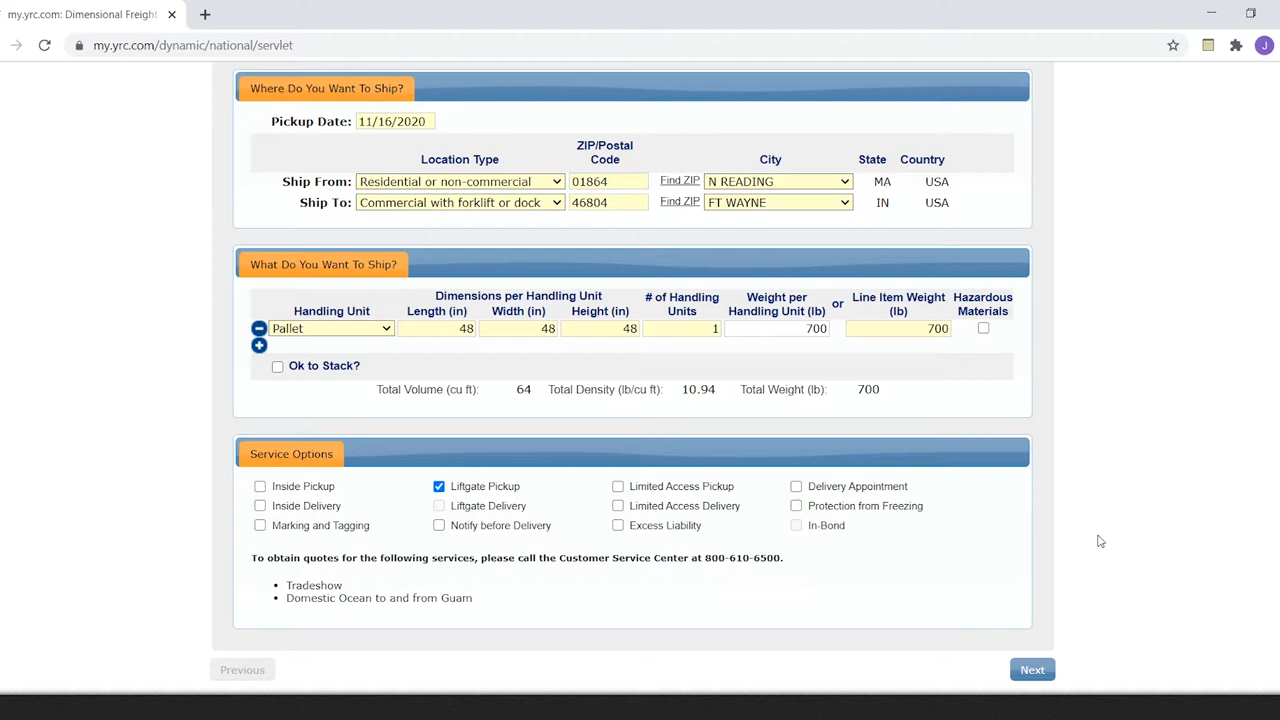 my.yrc.com: Dimensional Freight
my.yrc.com/dynamic/national/servlet
J
Where Do You Want To Ship?
Pickup Date: 11/16/2020
Location Type ZIP/Postal Code City State Country
Ship From: Residential or non-commercial 01864 Find ZIP N READING MA USA
Ship To: Commercial with forklift or dock 46804 Find ZIP FT WAYNE IN USA
What Do You Want To Ship?
Dimensions per Handling Unit # of Handling Weight per or Line Item Weight Hazardous
Handling Unit Length (in) Width (in) Height (in) Units Handling Unit (lb) (lb) Materials
Pallet 48 48 48 1 700 700
Ok to Stack?
Total Volume (cu ft): 64 Total Density (lb/cu ft): 10.94 Total Weight (lb): 700
Service Options
Inside Pickup Liftgate Pickup Limited Access Pickup Delivery Appointment
Inside Delivery Liftgate Delivery Limited Access Delivery Protection from Freezing
Marking and Tagging Notify before Delivery Excess Liability In-Bond
To obtain quotes for the following services, please call the Customer Service Center at 800-610-6500.
• Tradeshow
• Domestic Ocean to and from Guam
Previous Next